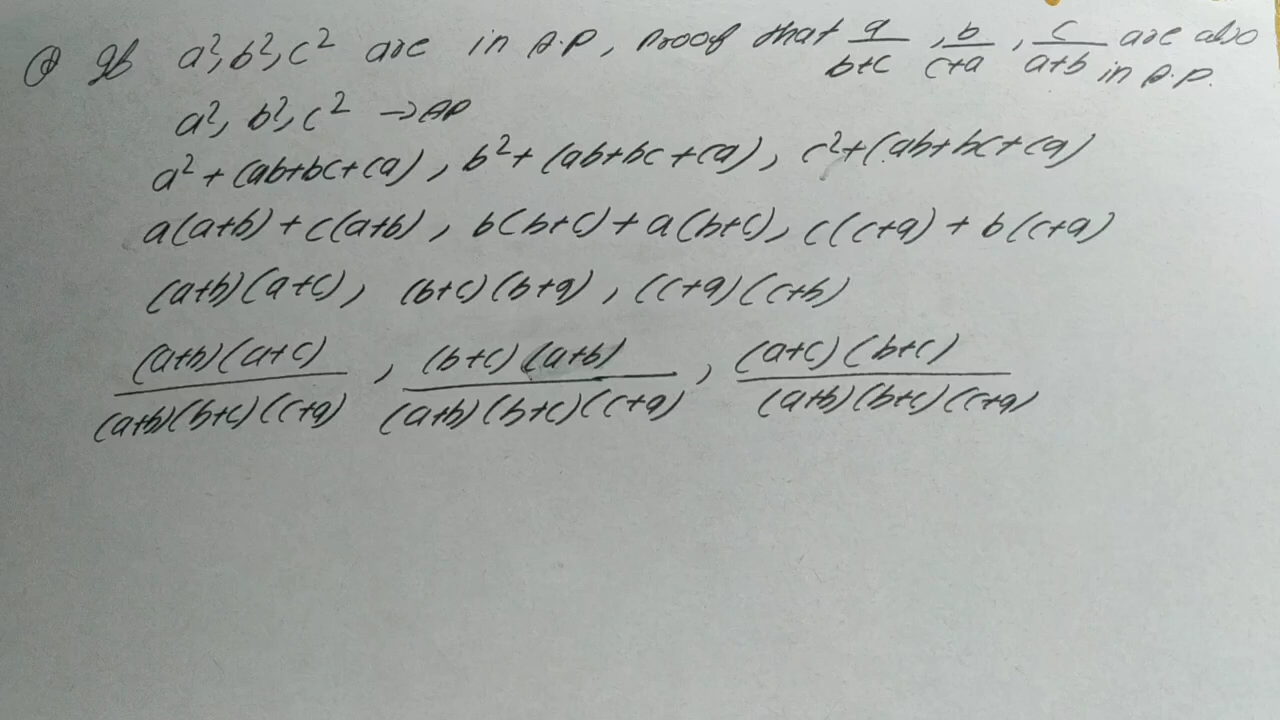 Q If a², b², c² are in A.P, Proof that a/b+c, b/c+a, c/a+b are also
in A.P.
a², b², c² → AP
a² + (ab+bc+ca), b² + (ab+bc+ca), c² + (ab+bc+ca)
a(a+b) + c(a+b), b(b+c) + a(b+c), c(c+a) + b(c+a)
(a+b)(a+c), (b+c)(b+a), (c+a)(c+b)
(a+b)(a+c)/(a+b)(b+c)(c+a), (b+c)(a+b)/(a+b)(b+c)(c+a), (a+c)(b+c)/(a+b)(b+c)(c+a)